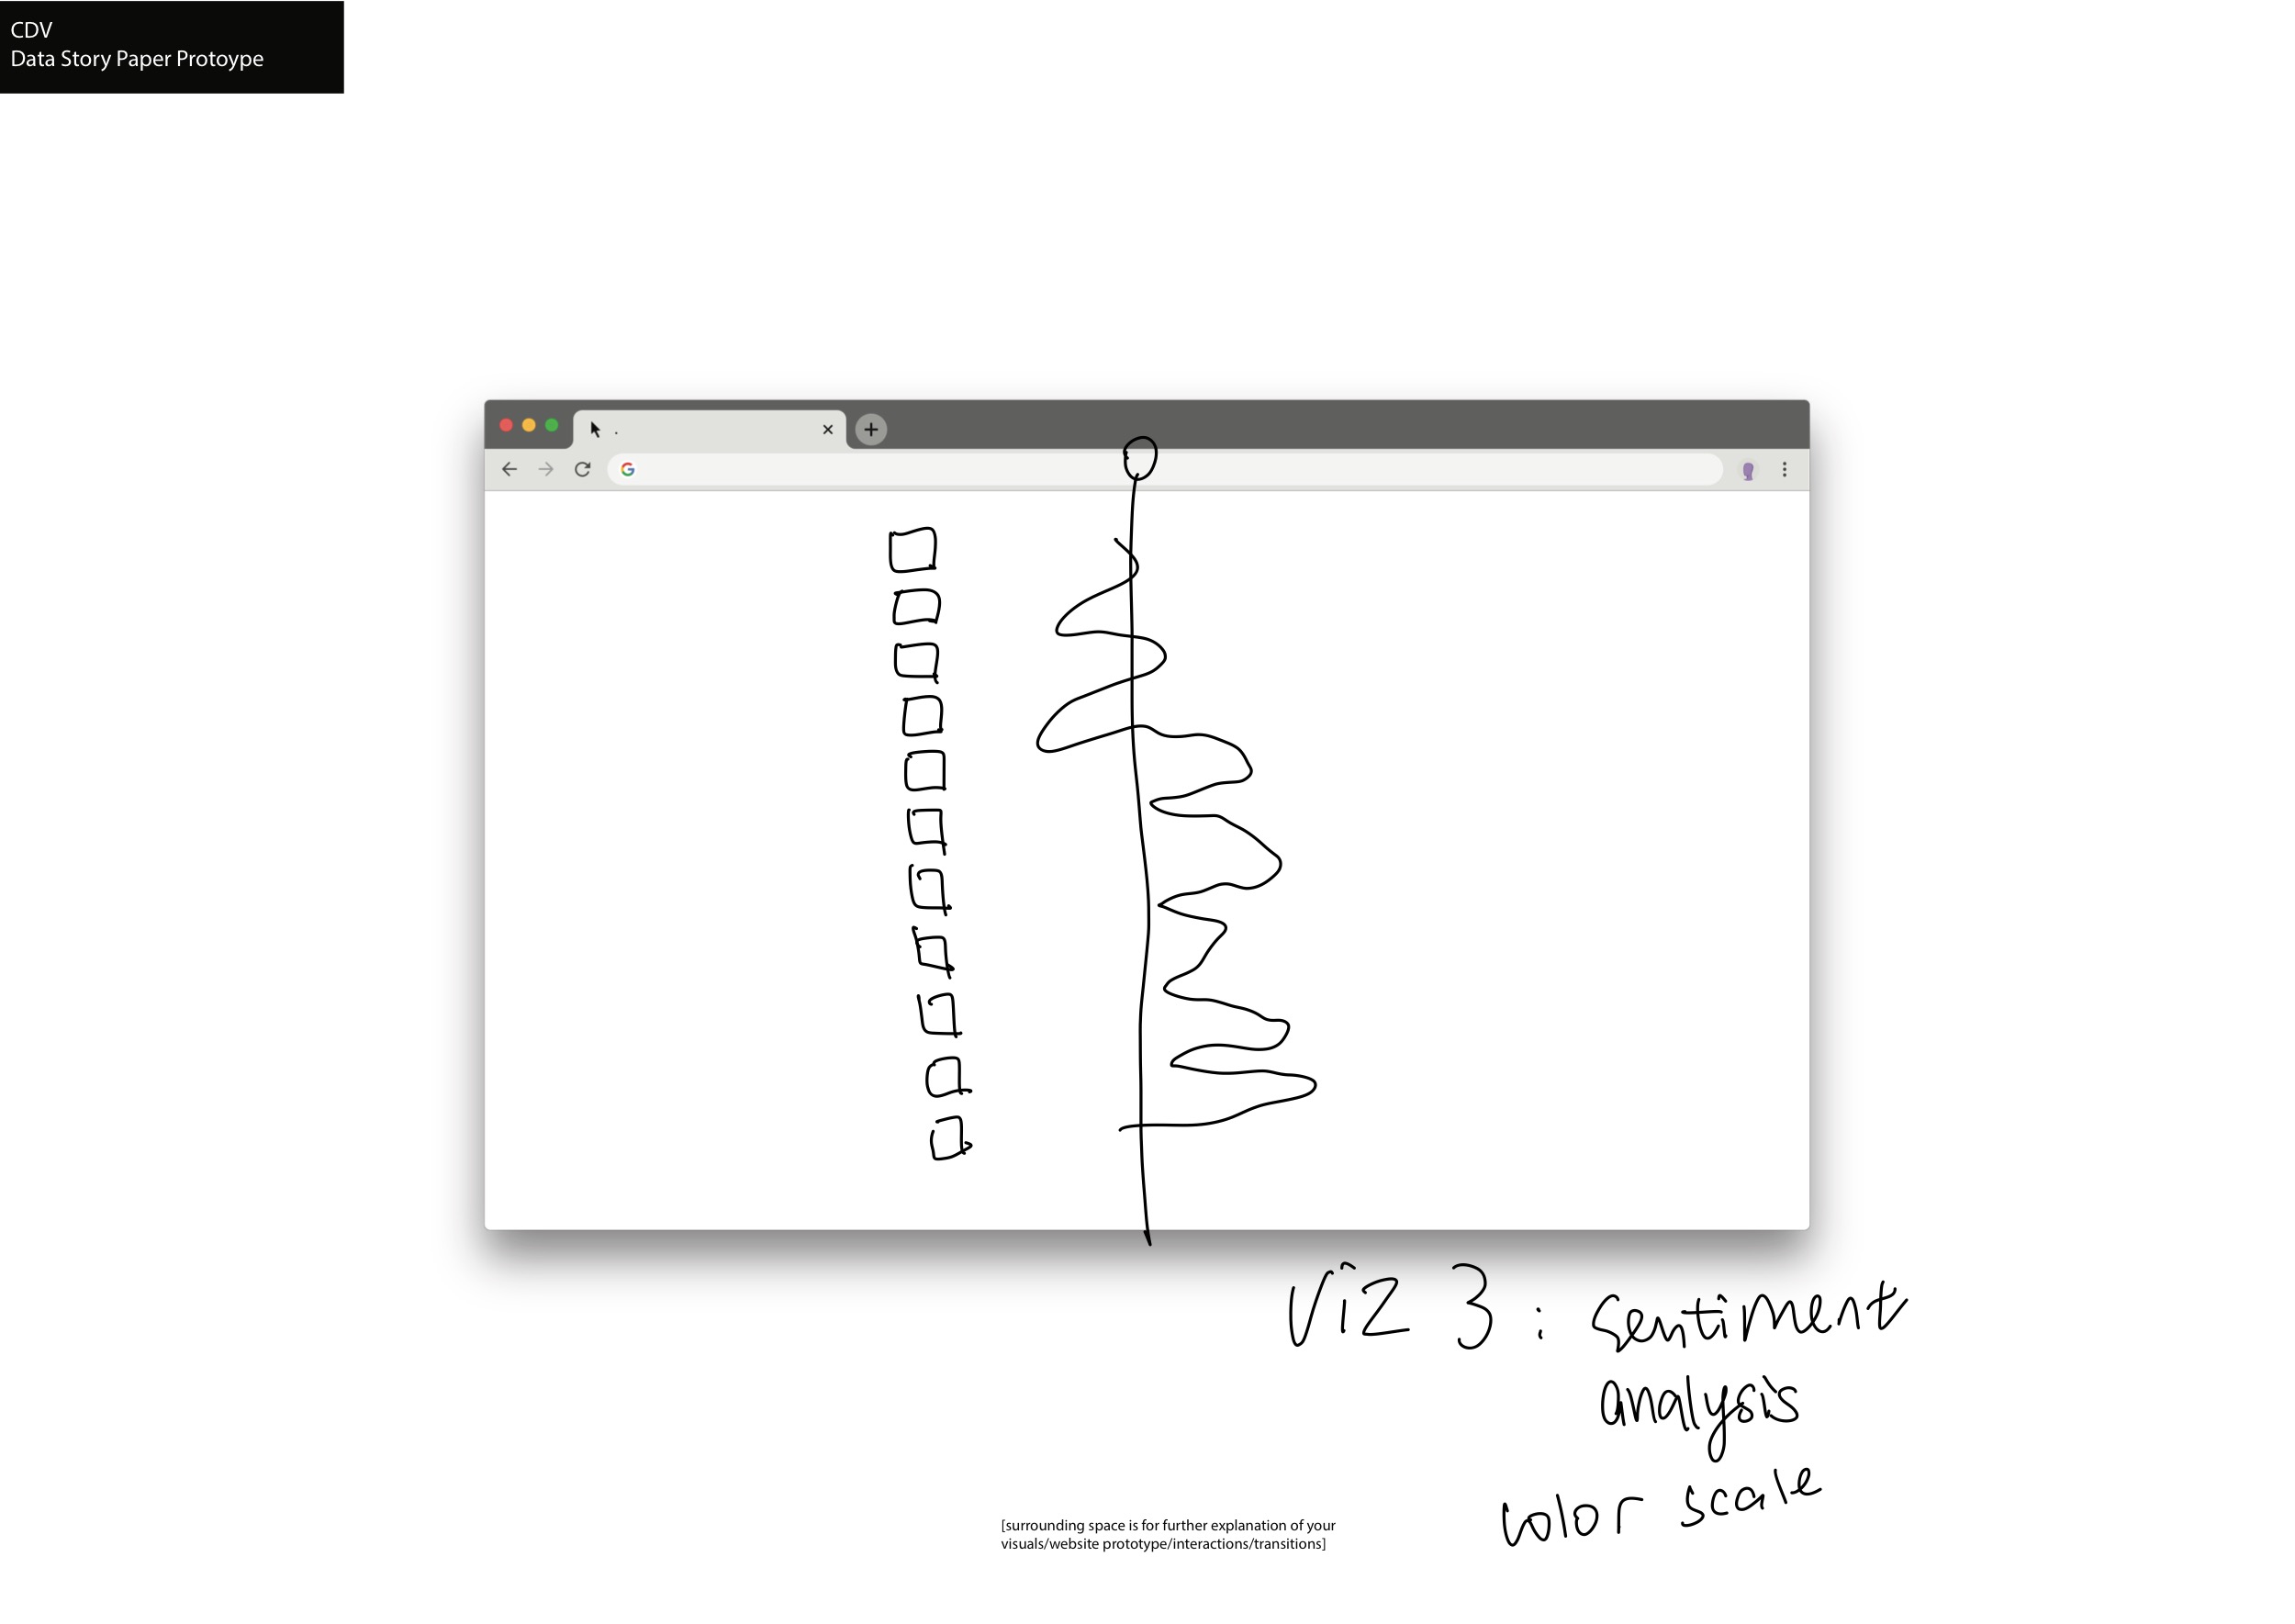 CDV
Data Story Paper Protoype
Viz 3 : sentiment
analysis
color scale
[surrounding space is for further explanation of your
visuals/website prototype/interactions/transitions]